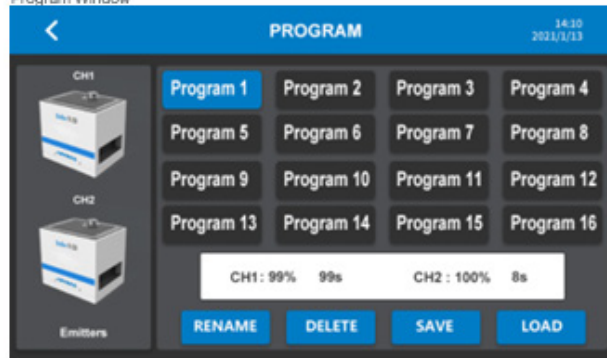 Program Window
PROGRAM
14:10
2021/1/13
CH1
CH2
Emitters
Program 1 Program 2 Program 3 Program 4
Program 5 Program 6 Program 7 Program 8
Program 9 Program 10 Program 11 Program 12
Program 13 Program 14 Program 15 Program 16
CH1: 99% 99s CH2 : 100% 8s
RENAME DELETE SAVE LOAD